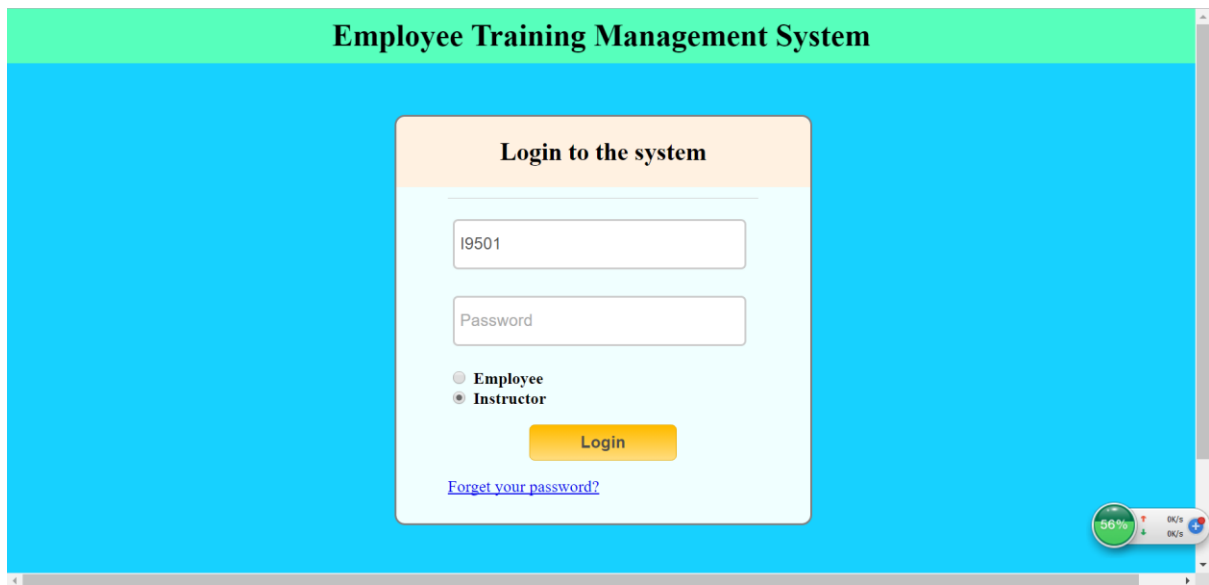 Employee Training Management System
Login to the system
I9501
Password
Employee
Instructor
Login
Forget your password?
56%
0K/s
0K/s